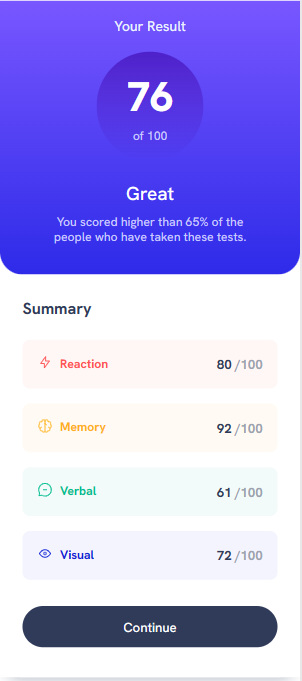 Your Result
76
of 100
Great
You scored higher than 65% of the
people who have taken these tests.
Summary
Reaction 80 /100
Memory 92 /100
Verbal 61 /100
Visual 72 /100
Continue